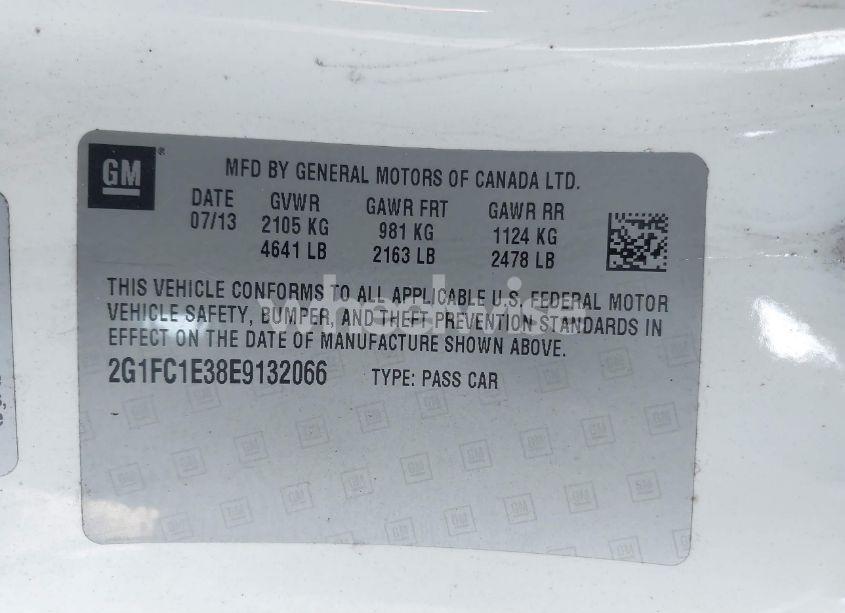 GM
MFD BY GENERAL MOTORS OF CANADA LTD.
DATE GVWR GAWR FRT GAWR RR
07/13 2105 KG 981 KG 1124 KG
4641 LB 2163 LB 2478 LB
THIS VEHICLE CONFORMS TO ALL APPLICABLE U.S. FEDERAL MOTOR
VEHICLE SAFETY, BUMPER, AND THEFT PREVENTION STANDARDS IN
EFFECT ON THE DATE OF MANUFACTURE SHOWN ABOVE.
2G1FC1E38E9132066 TYPE: PASS CAR